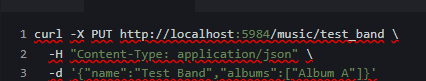 1 curl -X PUT http://localhost:5984/music/test_band \
2 -H "Content-Type: application/json" \
3 -d '{"name":"Test Band","albums":["Album A"]}'